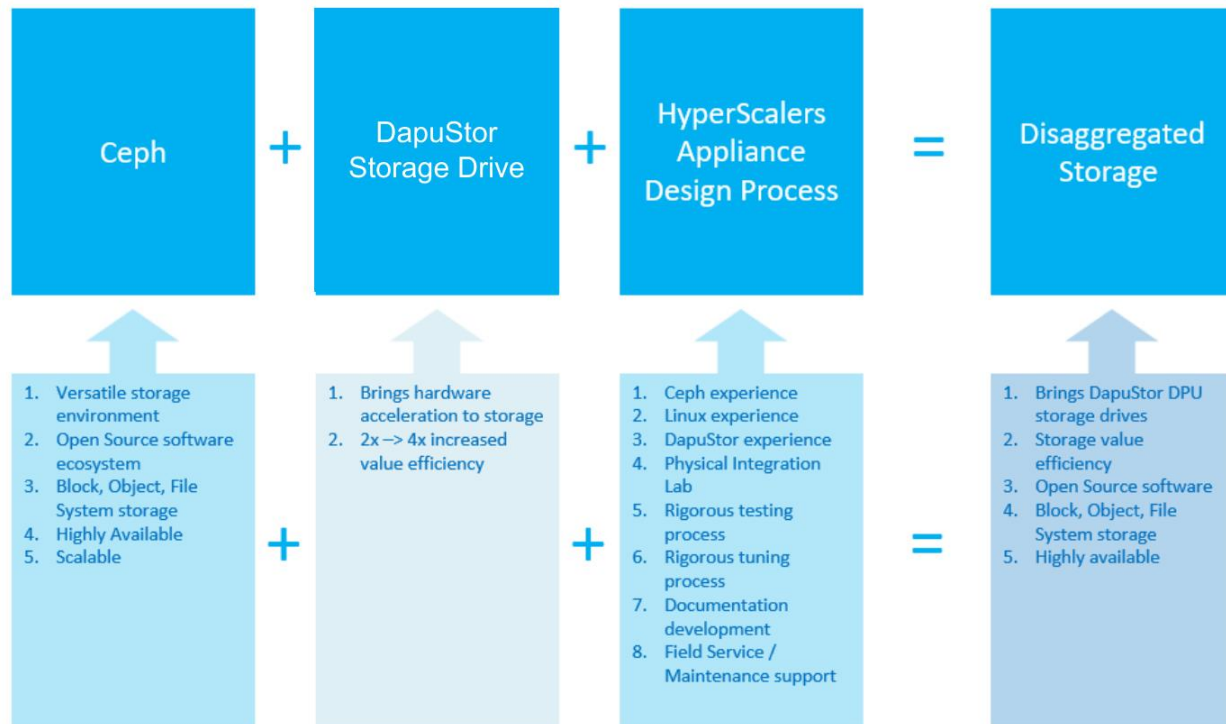 Ceph
+
DapuStor
Storage Drive
+
HyperScalers
Appliance
Design Process
=
Disaggregated
Storage
1. Versatile storage
environment
2. Open Source software
ecosystem
3. Block, Object, File
System storage
4. Highly Available
5. Scalable
+
1. Brings hardware
acceleration to storage
2. 2x –> 4x increased
value efficiency
+
1. Ceph experience
2. Linux experience
3. DapuStor experience
4. Physical Integration
Lab
5. Rigorous testing
process
6. Rigorous tuning
process
7. Documentation
development
8. Field Service /
Maintenance support
=
1. Brings DapuStor DPU
storage drives
2. Storage value
efficiency
3. Open Source software
4. Block, Object, File
System storage
5. Highly available